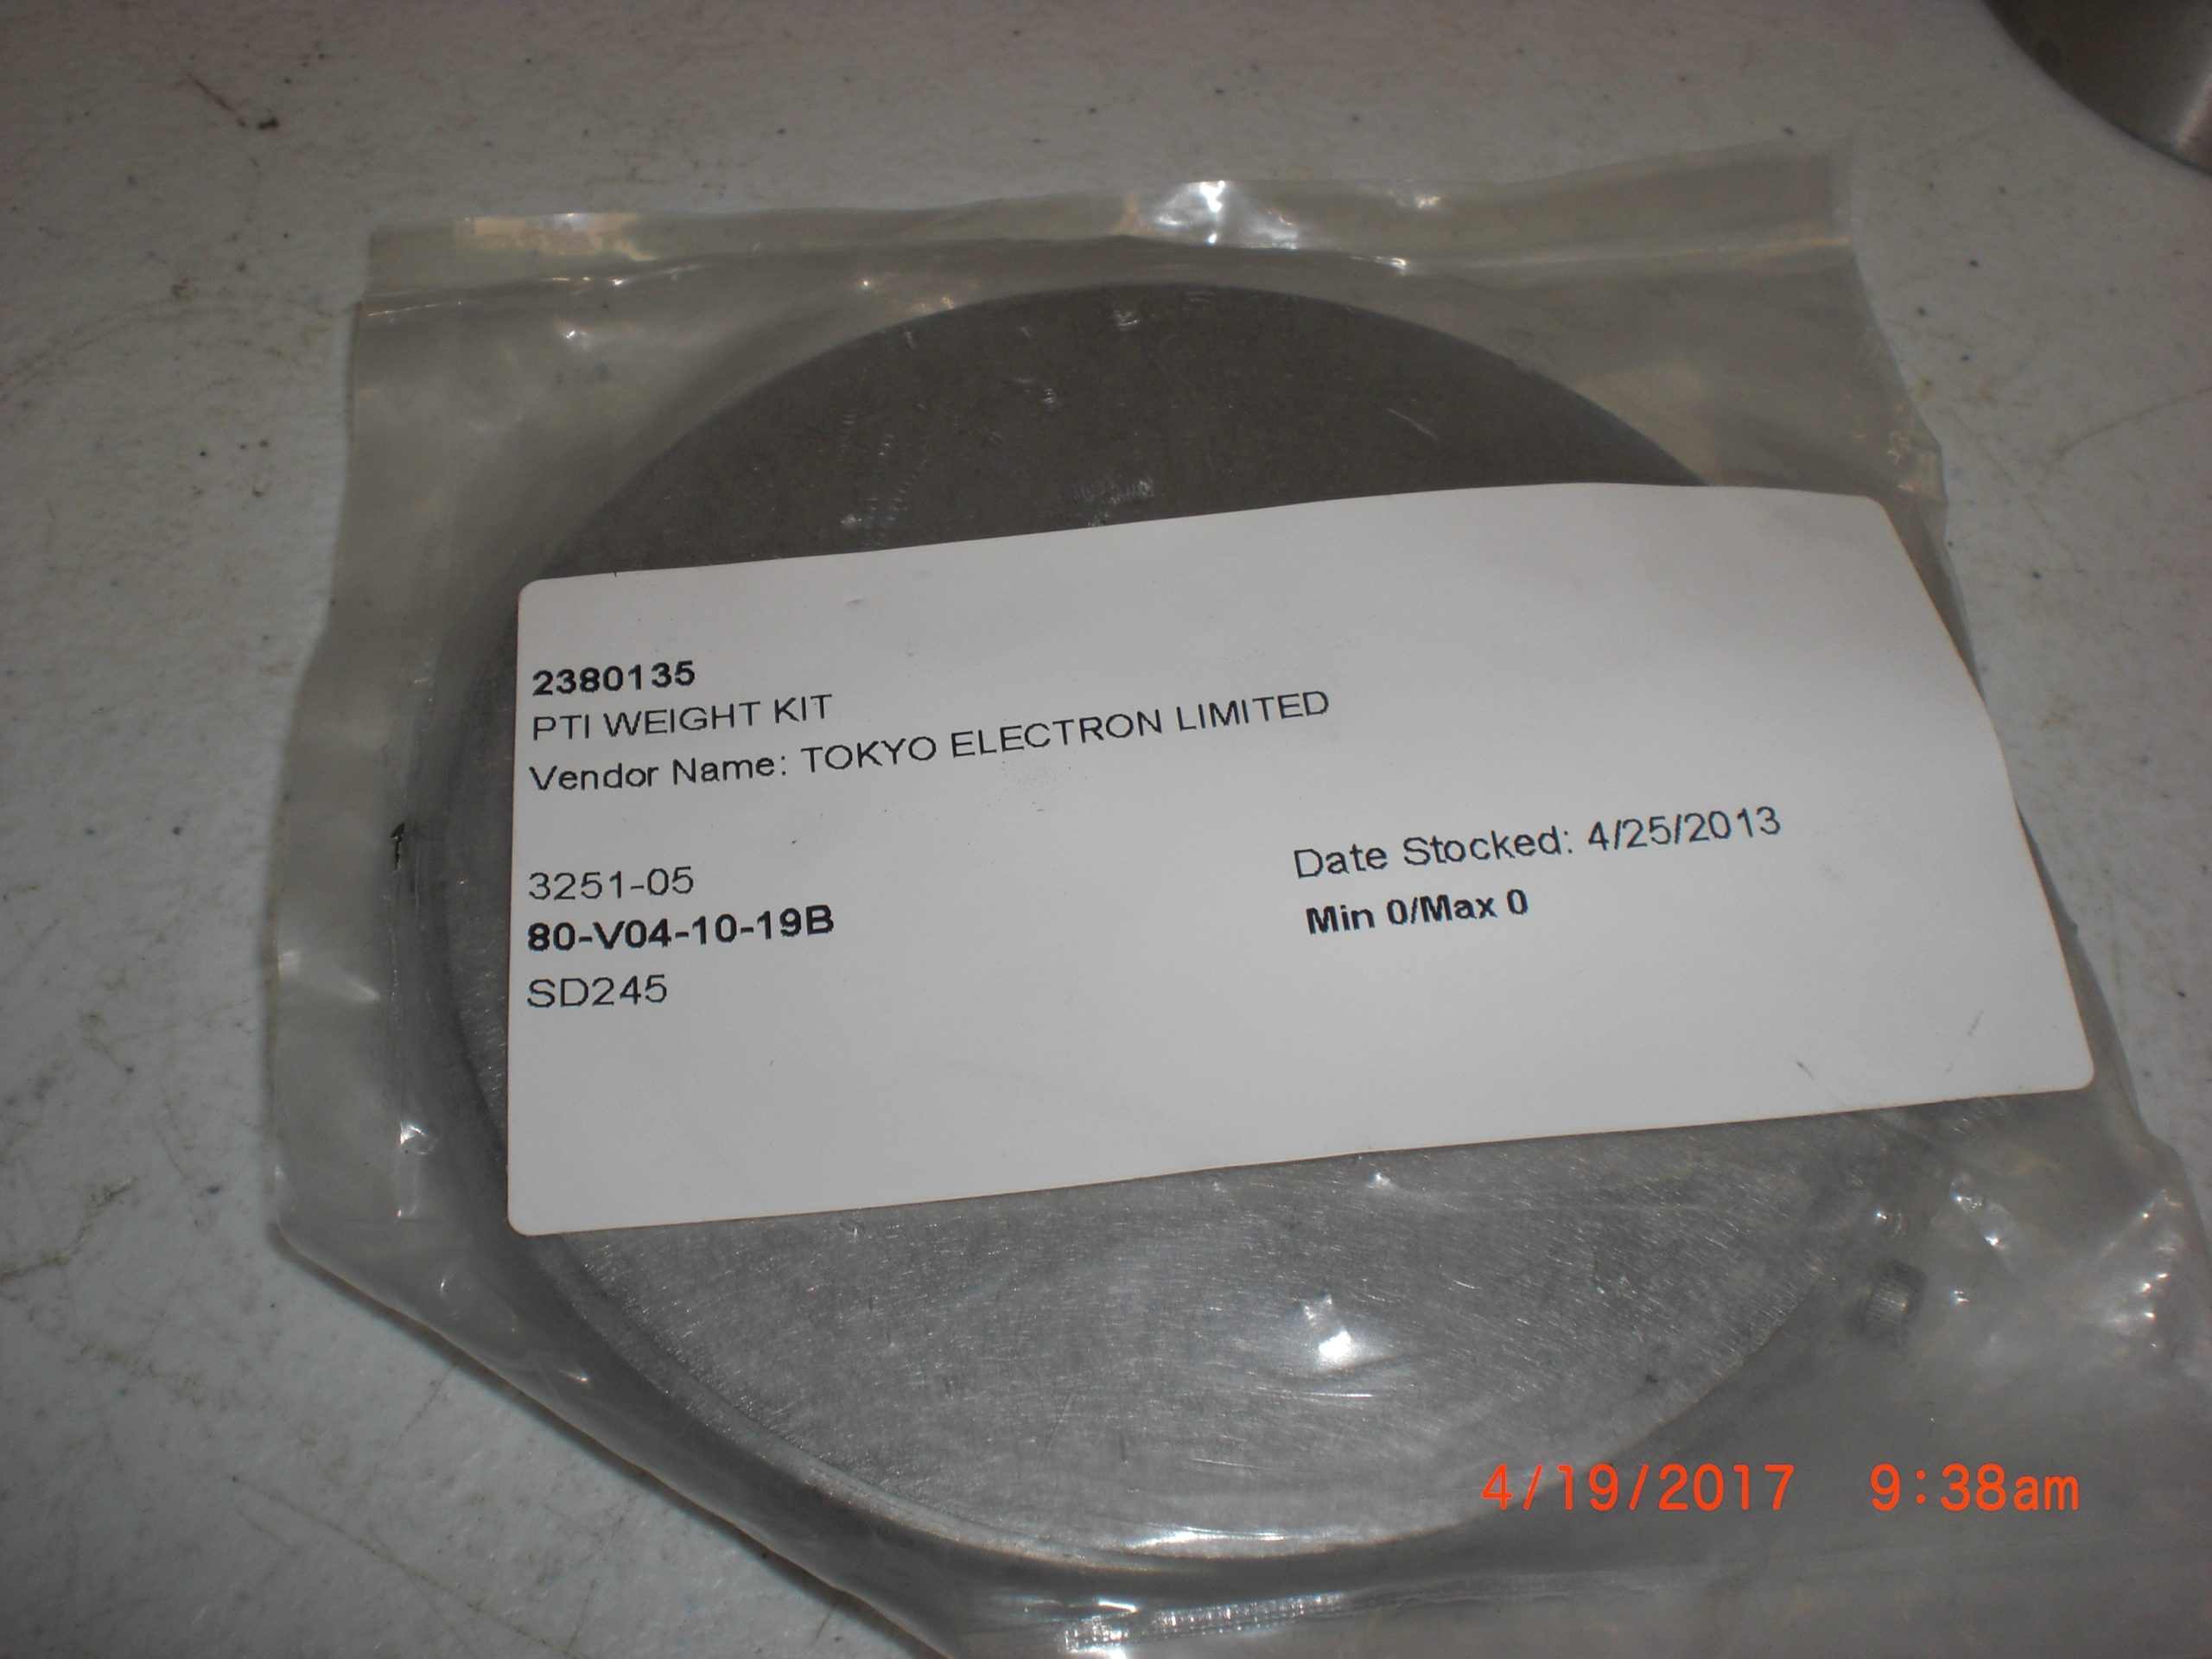 2380135
PTI WEIGHT KIT
Vendor Name: TOKYO ELECTRON LIMITED
3251-05
Date Stocked: 4/25/2013
80-V04-10-19B
Min 0/Max 0
SD245
4/19/2017 9:38am